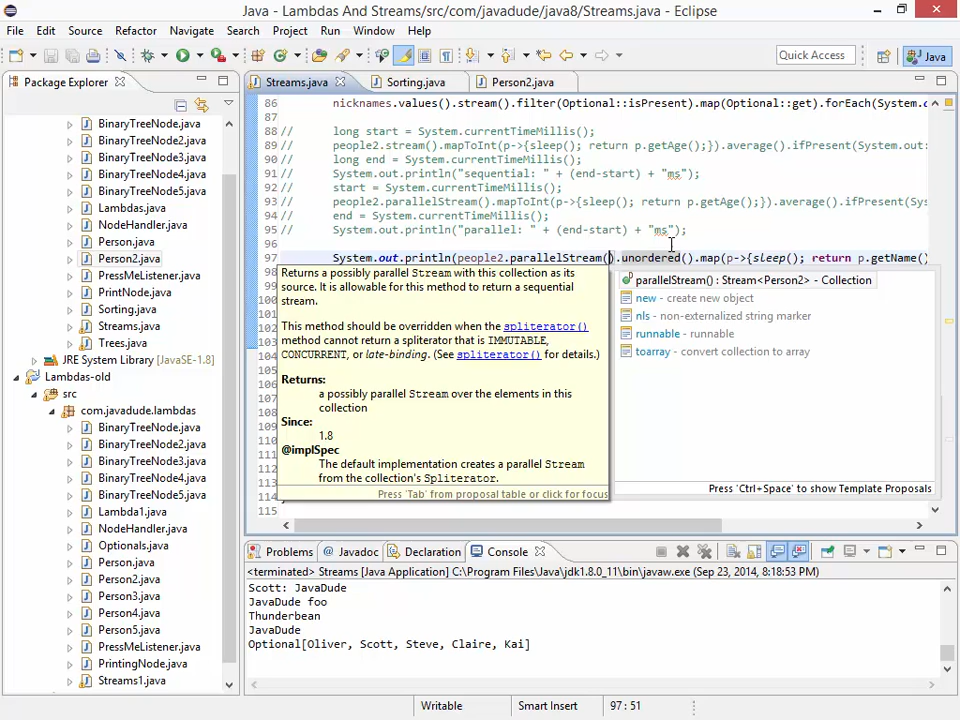 Java - Lambdas And Streams/src/com/javadude/java8/Streams.java - Eclipse
File Edit Source Refactor Navigate Search Project Run Window Help
Quick Access
Java
Package Explorer
Streams.java
Sorting.java
Person2.java
BinaryTreeNode.java
BinaryTreeNode2.java
BinaryTreeNode3.java
BinaryTreeNode4.java
BinaryTreeNode5.java
Lambdas.java
NodeHandler.java
Person.java
Person2.java
PressMeListener.java
PrintNode.java
Sorting.java
Streams.java
Trees.java
JRE System Library [JavaSE-1.8]
Lambdas-old
src
com.javadude.lambdas
BinaryTreeNode.java
BinaryTreeNode2.java
BinaryTreeNode3.java
BinaryTreeNode4.java
BinaryTreeNode5.java
Lambda1.java
NodeHandler.java
Optionals.java
Person.java
Person2.java
Person3.java
Person4.java
Person5.java
PressMeListener.java
PrintingNode.java
Streams1.java
86 nicknames.values().stream().filter(Optional::isPresent).map(Optional::get).forEach(System.o
87
88 // long start = System.currentTimeMillis();
89 // people2.stream().mapToInt(p->{sleep(); return p.getAge();}).average().ifPresent(System.out:
90 // long end = System.currentTimeMillis();
91 // System.out.println("sequential: " + (end-start) + "ms");
92 // start = System.currentTimeMillis();
93 // people2.parallelStream().mapToInt(p->{sleep(); return p.getAge();}).average().ifPresent(Sy
94 // end = System.currentTimeMillis();
95 // System.out.println("parallel: " + (end-start) + "ms");
96
97 System.out.println(people2.parallelStream().unordered().map(p->{sleep(); return p.getName()
98
99
100
101
102
103
104
105
106
107
108
109
110
111
112
113
114
Returns a possibly parallel Stream with this collection as its
source. It is allowable for this method to return a sequential
stream.
This method should be overridden when the spliterator()
method cannot return a spliterator that is IMMUTABLE,
CONCURRENT, or late-binding. (See spliterator() for details.)
Returns:
a possibly parallel Stream over the elements in this
collection
Since:
1.8
@implSpec
The default implementation creates a parallel Stream
from the collection's Spliterator.
Press 'Tab' from proposal table or click for focus
parallelStream() : Stream<Person2> - Collection
new - create new object
nls - non-externalized string marker
runnable - runnable
toarray - convert collection to array
Press 'Ctrl+Space' to show Template Proposals
Problems
Javadoc
Declaration
Console
<terminated> Streams [Java Application] C:\Program Files\Java\jdk1.8.0_11\bin\javaw.exe (Sep 23, 2014, 8:18:53 PM)
Scott: JavaDude
JavaDude foo
Thunderbean
JavaDude
Optional[Oliver, Scott, Steve, Claire, Kai]
Writable
Smart Insert
97 : 51